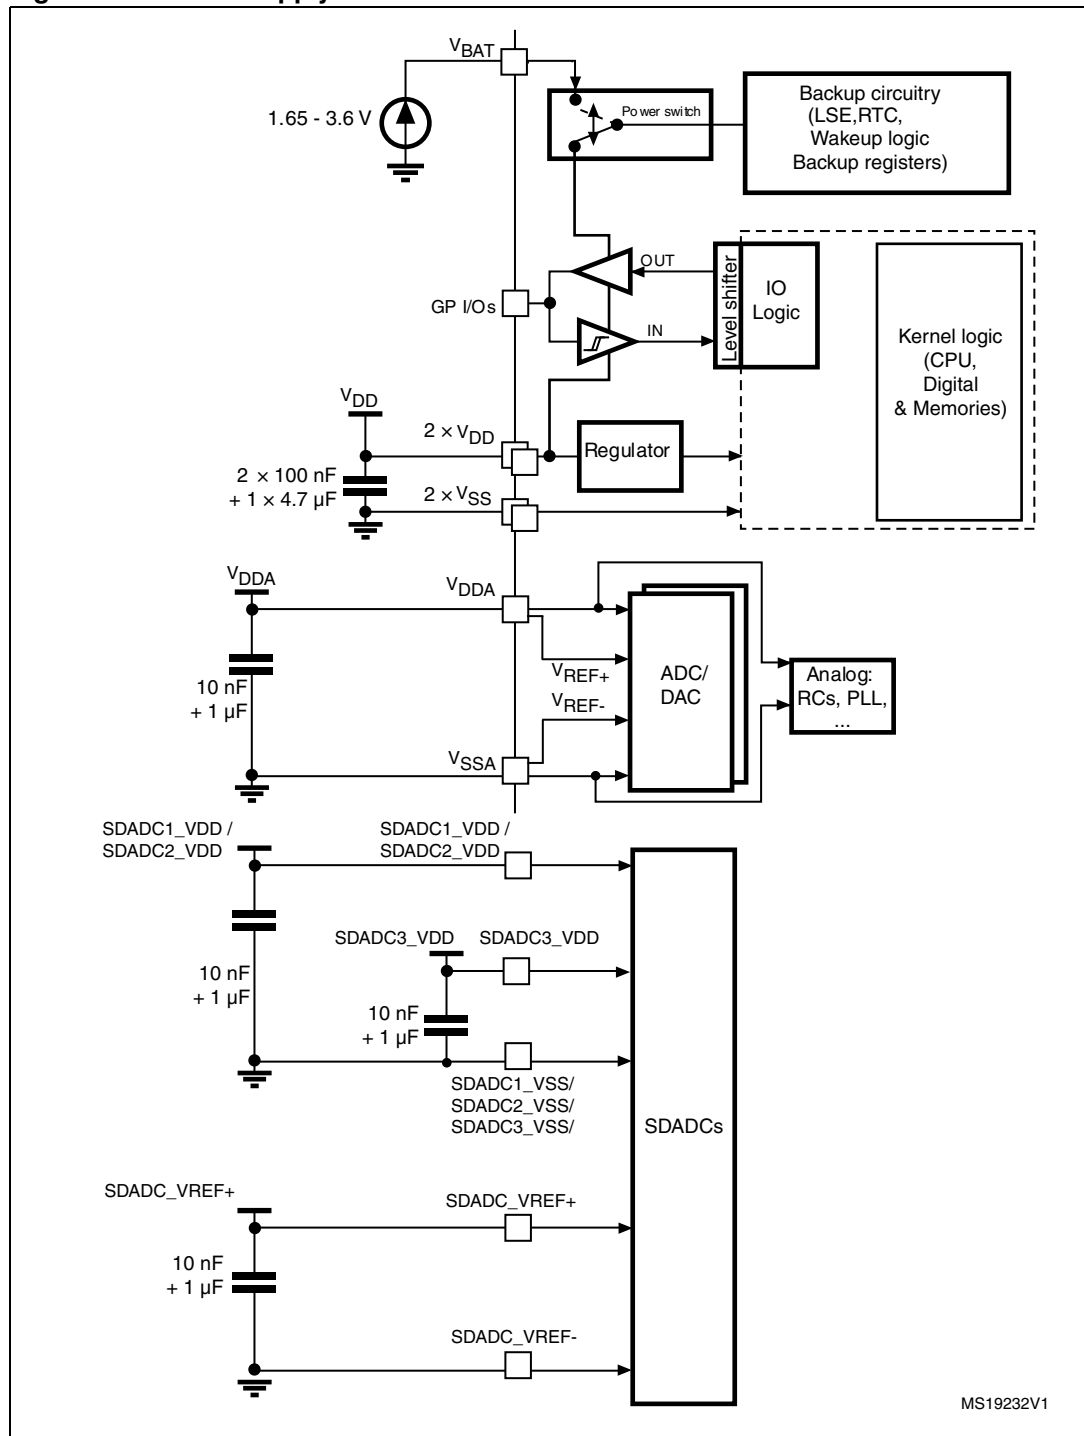 VBAT
1.65 - 3.6 V
Power switch
Backup circuitry
(LSE,RTC,
Wakeup logic
Backup registers)
OUT
GP I/Os
IN
Level shifter
IO
Logic
Kernel logic
(CPU,
Digital
& Memories)
VDD
2 × VDD
Regulator
2 × 100 nF
+ 1 × 4.7 µF
2 × VSS
VDDA
VDDA
VREF+
VREF-
ADC/
DAC
Analog:
RCs, PLL,
...
10 nF
+ 1 µF
VSSA
SDADC1_VDD /
SDADC2_VDD
SDADC1_VDD /
SDADC2_VDD
SDADC3_VDD
SDADC3_VDD
10 nF
+ 1 µF
10 nF
+ 1 µF
SDADC1_VSS/
SDADC2_VSS/
SDADC3_VSS/
SDADCs
SDADC_VREF+
SDADC_VREF+
10 nF
+ 1 µF
SDADC_VREF-
MS19232V1